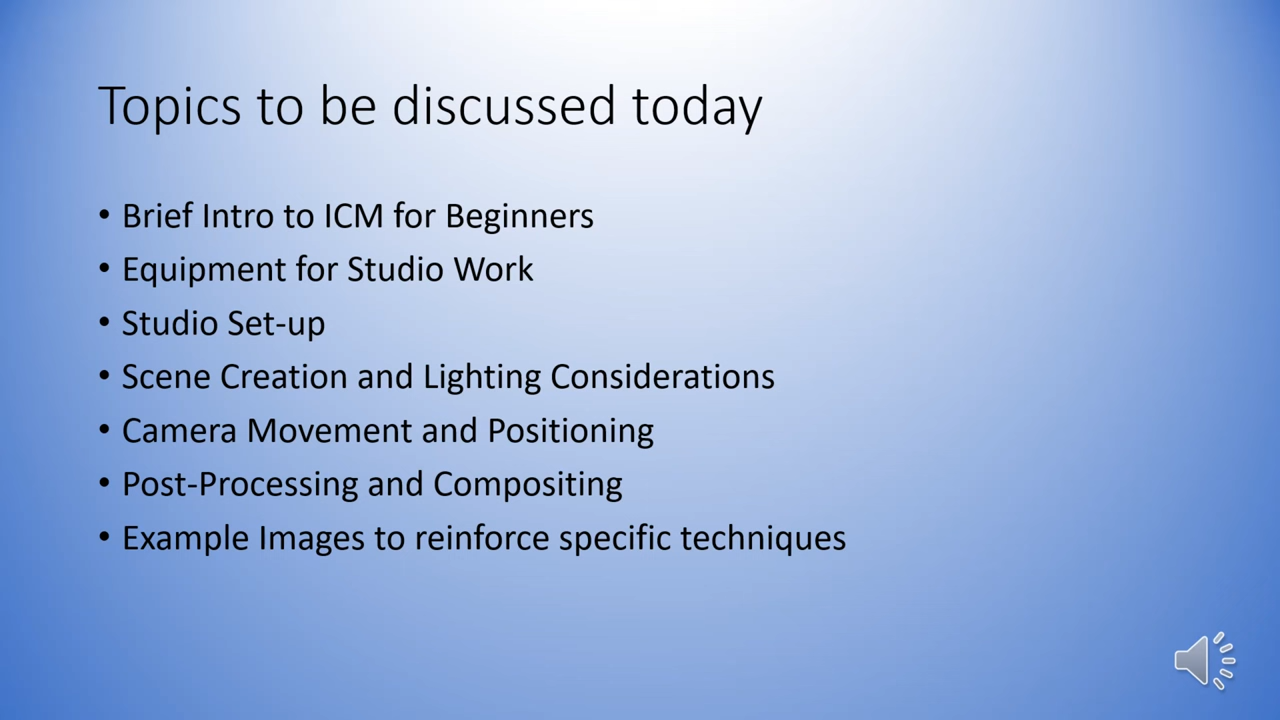 Topics to be discussed today
• Brief Intro to ICM for Beginners
• Equipment for Studio Work
• Studio Set-up
• Scene Creation and Lighting Considerations
• Camera Movement and Positioning
• Post-Processing and Compositing
• Example Images to reinforce specific techniques